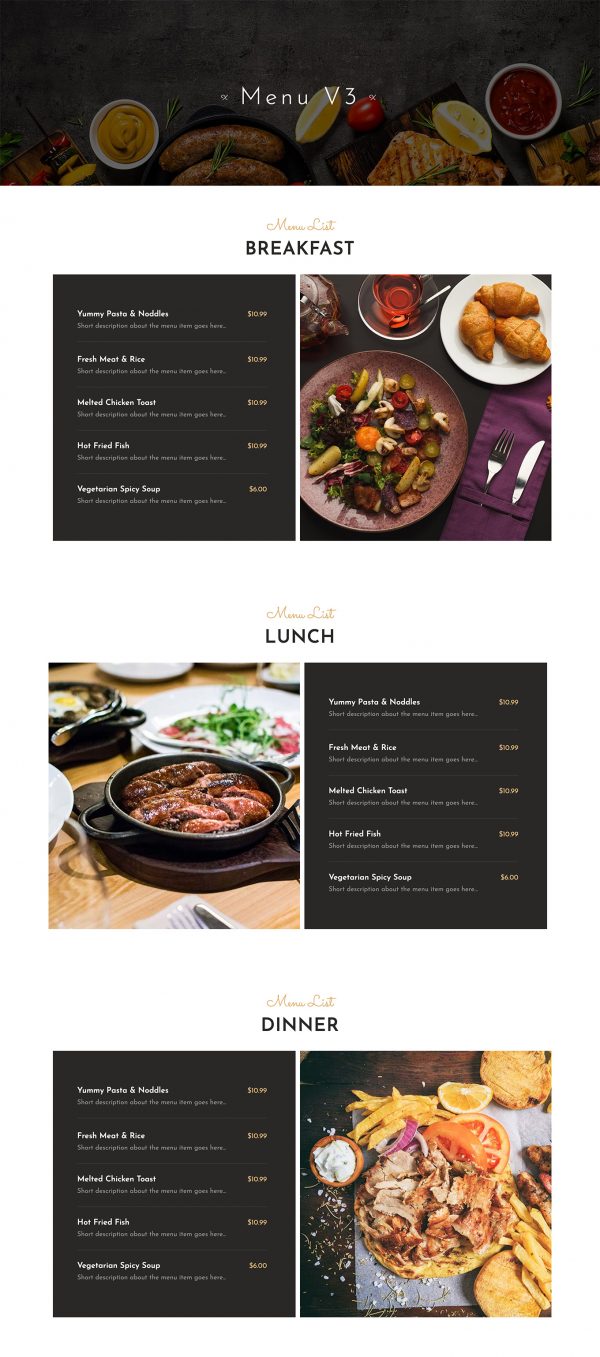 Menu V3
Menu List
BREAKFAST
Yummy Pasta & Noddles $10.99
Short description about the menu item goes here...
Fresh Meat & Rice $10.99
Short description about the menu item goes here...
Melted Chicken Toast $10.99
Short description about the menu item goes here...
Hot Fried Fish $10.99
Short description about the menu item goes here...
Vegetarian Spicy Soup $6.00
Short description about the menu item goes here...
Menu List
LUNCH
Yummy Pasta & Noddles $10.99
Short description about the menu item goes here...
Fresh Meat & Rice $10.99
Short description about the menu item goes here...
Melted Chicken Toast $10.99
Short description about the menu item goes here...
Hot Fried Fish $10.99
Short description about the menu item goes here...
Vegetarian Spicy Soup $6.00
Short description about the menu item goes here...
Menu List
DINNER
Yummy Pasta & Noddles $10.99
Short description about the menu item goes here...
Fresh Meat & Rice $10.99
Short description about the menu item goes here...
Melted Chicken Toast $10.99
Short description about the menu item goes here...
Hot Fried Fish $10.99
Short description about the menu item goes here...
Vegetarian Spicy Soup $6.00
Short description about the menu item goes here...